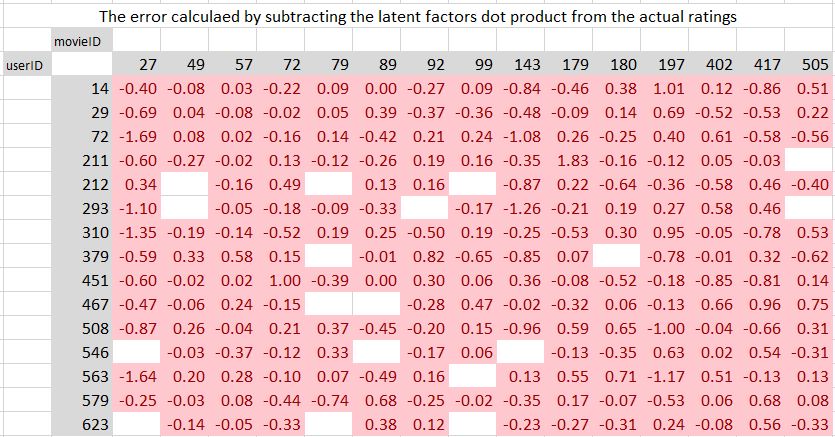 The error calculaed by subtracting the latent factors dot product from the actual ratings
movieID
userID 27 49 57 72 79 89 92 99 143 179 180 197 402 417 505
14 -0.40 -0.08 0.03 -0.22 0.09 0.00 -0.27 0.09 -0.84 -0.46 0.38 1.01 0.12 -0.86 0.51
29 -0.69 0.04 -0.08 -0.02 0.05 0.39 -0.37 -0.36 -0.48 -0.09 0.14 0.69 -0.52 -0.53 0.22
72 -1.69 0.08 0.02 -0.16 0.14 -0.42 0.21 0.24 -1.08 0.26 -0.25 0.40 0.61 -0.58 -0.56
211 -0.60 -0.27 -0.02 0.13 -0.12 -0.26 0.19 0.16 -0.35 1.83 -0.16 -0.12 0.05 -0.03
212 0.34 -0.16 0.49 0.13 0.16 -0.87 0.22 -0.64 -0.36 -0.58 0.46 -0.40
293 -1.10 -0.05 -0.18 -0.09 -0.33 -0.17 -1.26 -0.21 0.19 0.27 0.58 0.46
310 -1.35 -0.19 -0.14 -0.52 0.19 0.25 -0.50 0.19 -0.25 -0.53 0.30 0.95 -0.05 -0.78 0.53
379 -0.59 0.33 0.58 0.15 -0.01 0.82 -0.65 -0.85 0.07 -0.78 -0.01 0.32 -0.62
451 -0.60 -0.02 0.02 1.00 -0.39 0.00 0.30 0.06 0.36 -0.08 -0.52 -0.18 -0.85 -0.81 0.14
467 -0.47 -0.06 0.24 -0.15 -0.28 0.47 -0.02 -0.32 0.06 -0.13 0.66 0.96 0.75
508 -0.87 0.26 -0.04 0.21 0.37 -0.45 -0.20 0.15 -0.96 0.59 0.65 -1.00 -0.04 -0.66 0.31
546 -0.03 -0.37 -0.12 0.33 -0.17 0.06 -0.13 -0.35 0.63 0.02 0.54 -0.31
563 -1.64 0.20 0.28 -0.10 0.07 -0.49 0.16 0.13 0.55 0.71 -1.17 0.51 -0.13 0.13
579 -0.25 -0.03 0.08 -0.44 -0.74 0.68 -0.25 -0.02 -0.35 0.17 -0.07 -0.53 0.06 0.68 0.08
623 -0.14 -0.05 -0.33 0.38 0.12 -0.23 -0.27 -0.31 0.24 -0.08 0.56 -0.33